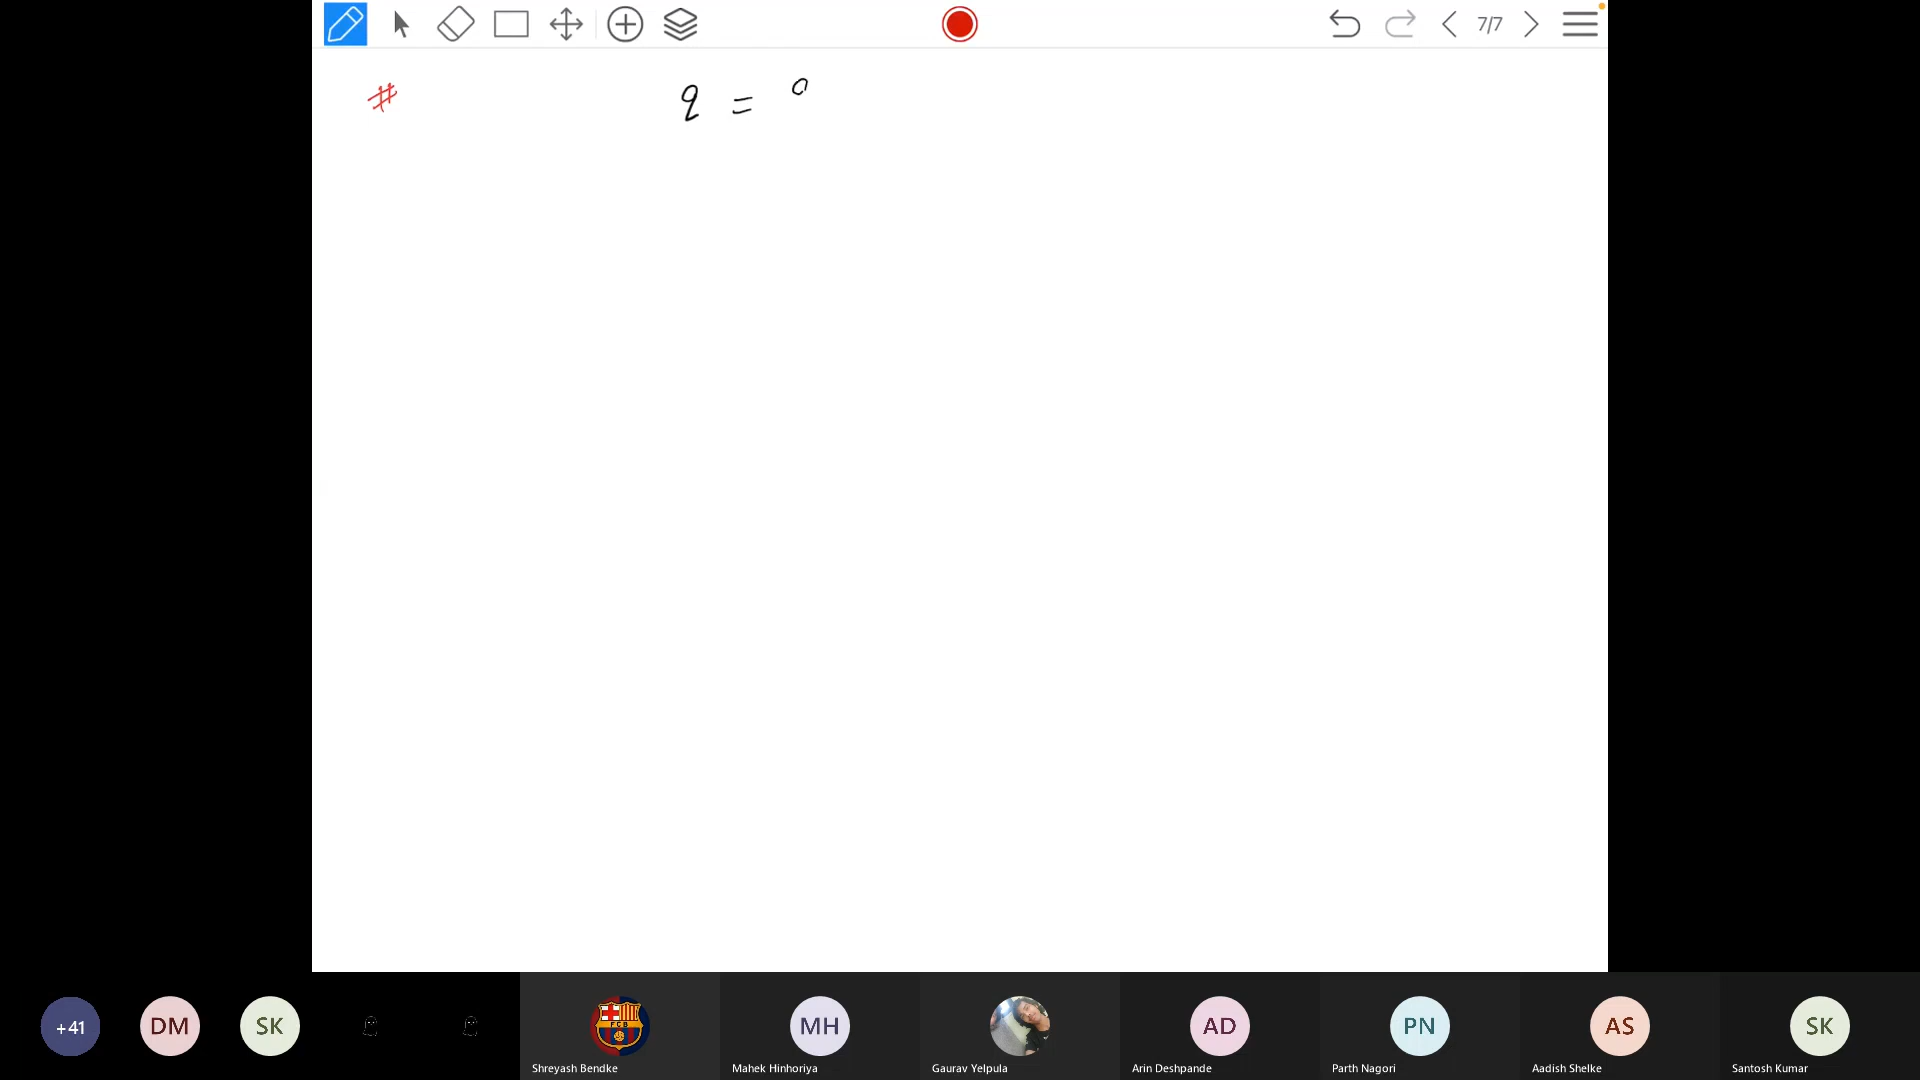 7/7
# q = a
+41
DM
SK
FCB
MH
AD
PN
AS
SK
Shreyash Bendke
Mahek Hinhoriya
Gaurav Yelpula
Arin Deshpande
Parth Nagori
Aadish Shelke
Santosh Kumar